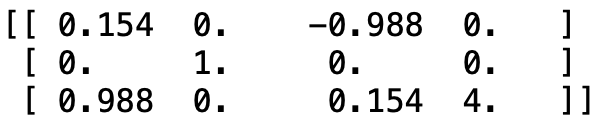 [[ 0.154  0.    -0.988  0.   ]
 [ 0.     1.     0.     0.   ]
 [ 0.988  0.     0.154  4.   ]]